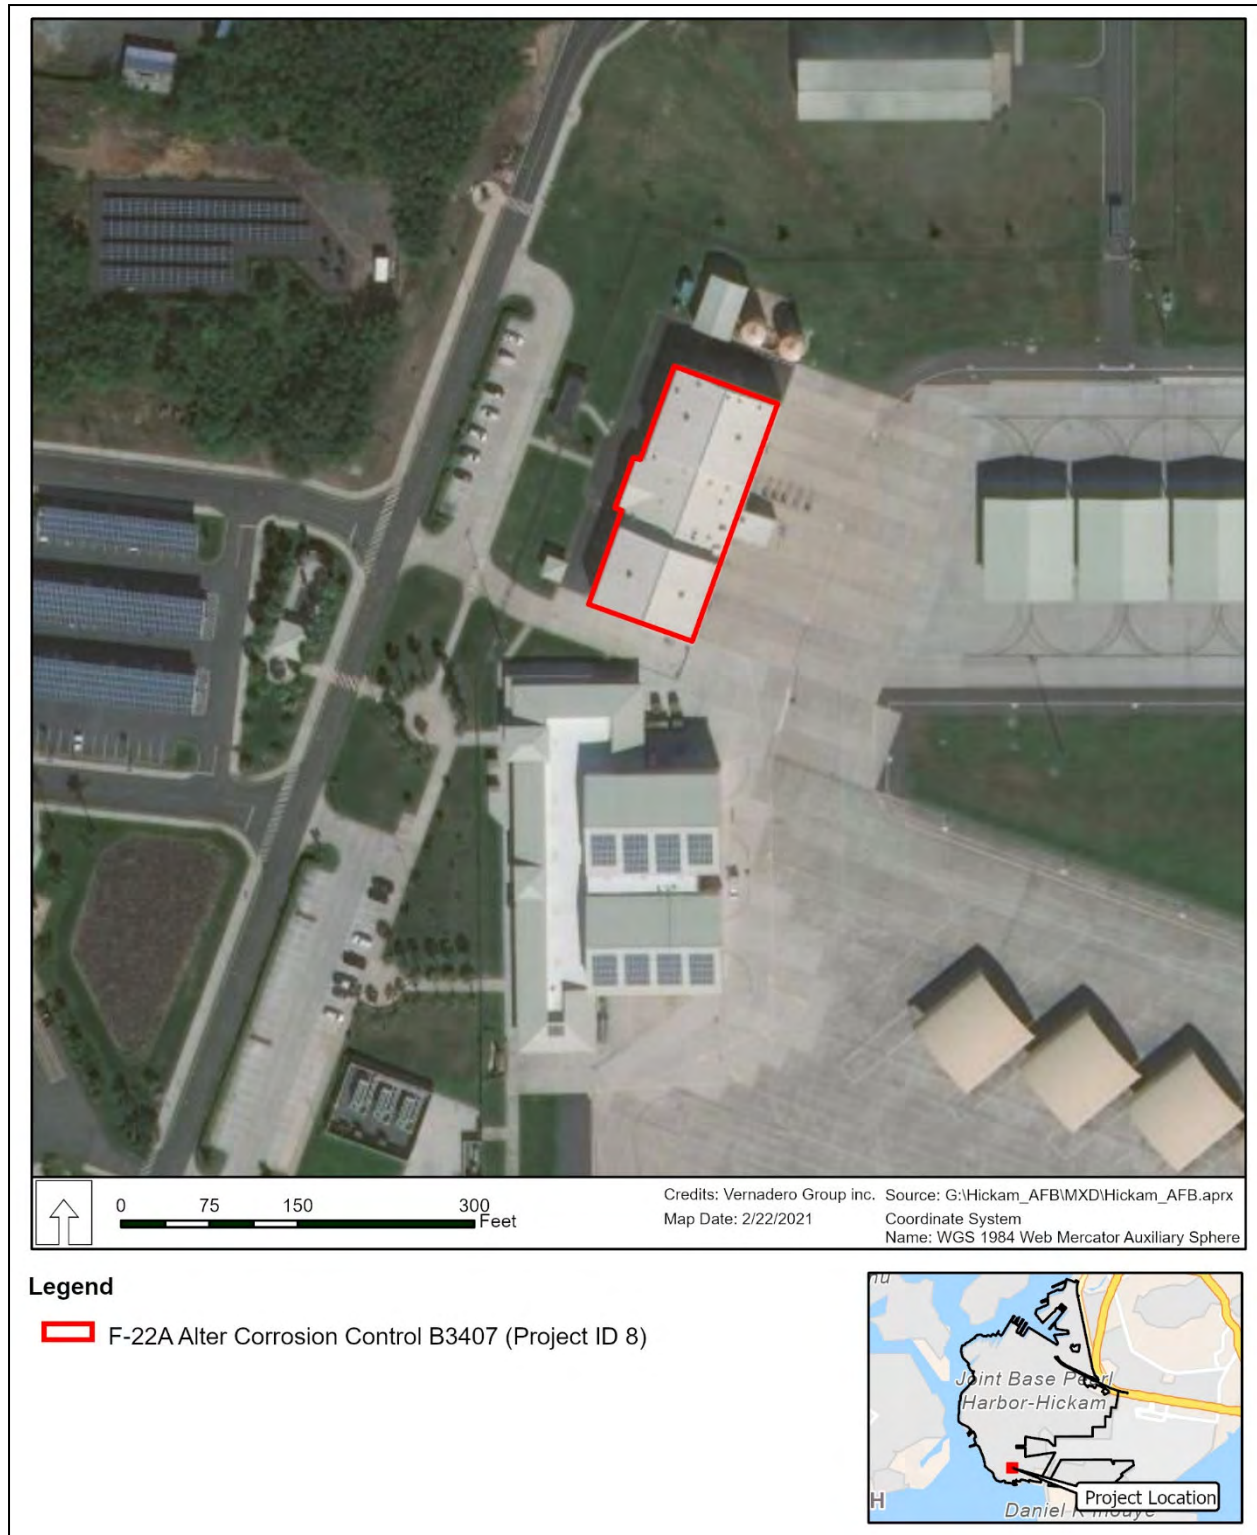 0 75 150 300
Feet
Credits: Vernadero Group inc.
Map Date: 2/22/2021
Source: G:\Hickam_AFB\MXD\Hickam_AFB.aprx
Coordinate System
Name: WGS 1984 Web Mercator Auxiliary Sphere
Legend
F-22A Alter Corrosion Control B3407 (Project ID 8)
Joint Base Pearl
Harbor-Hickam
Project Location
H
Daniel K Inouye